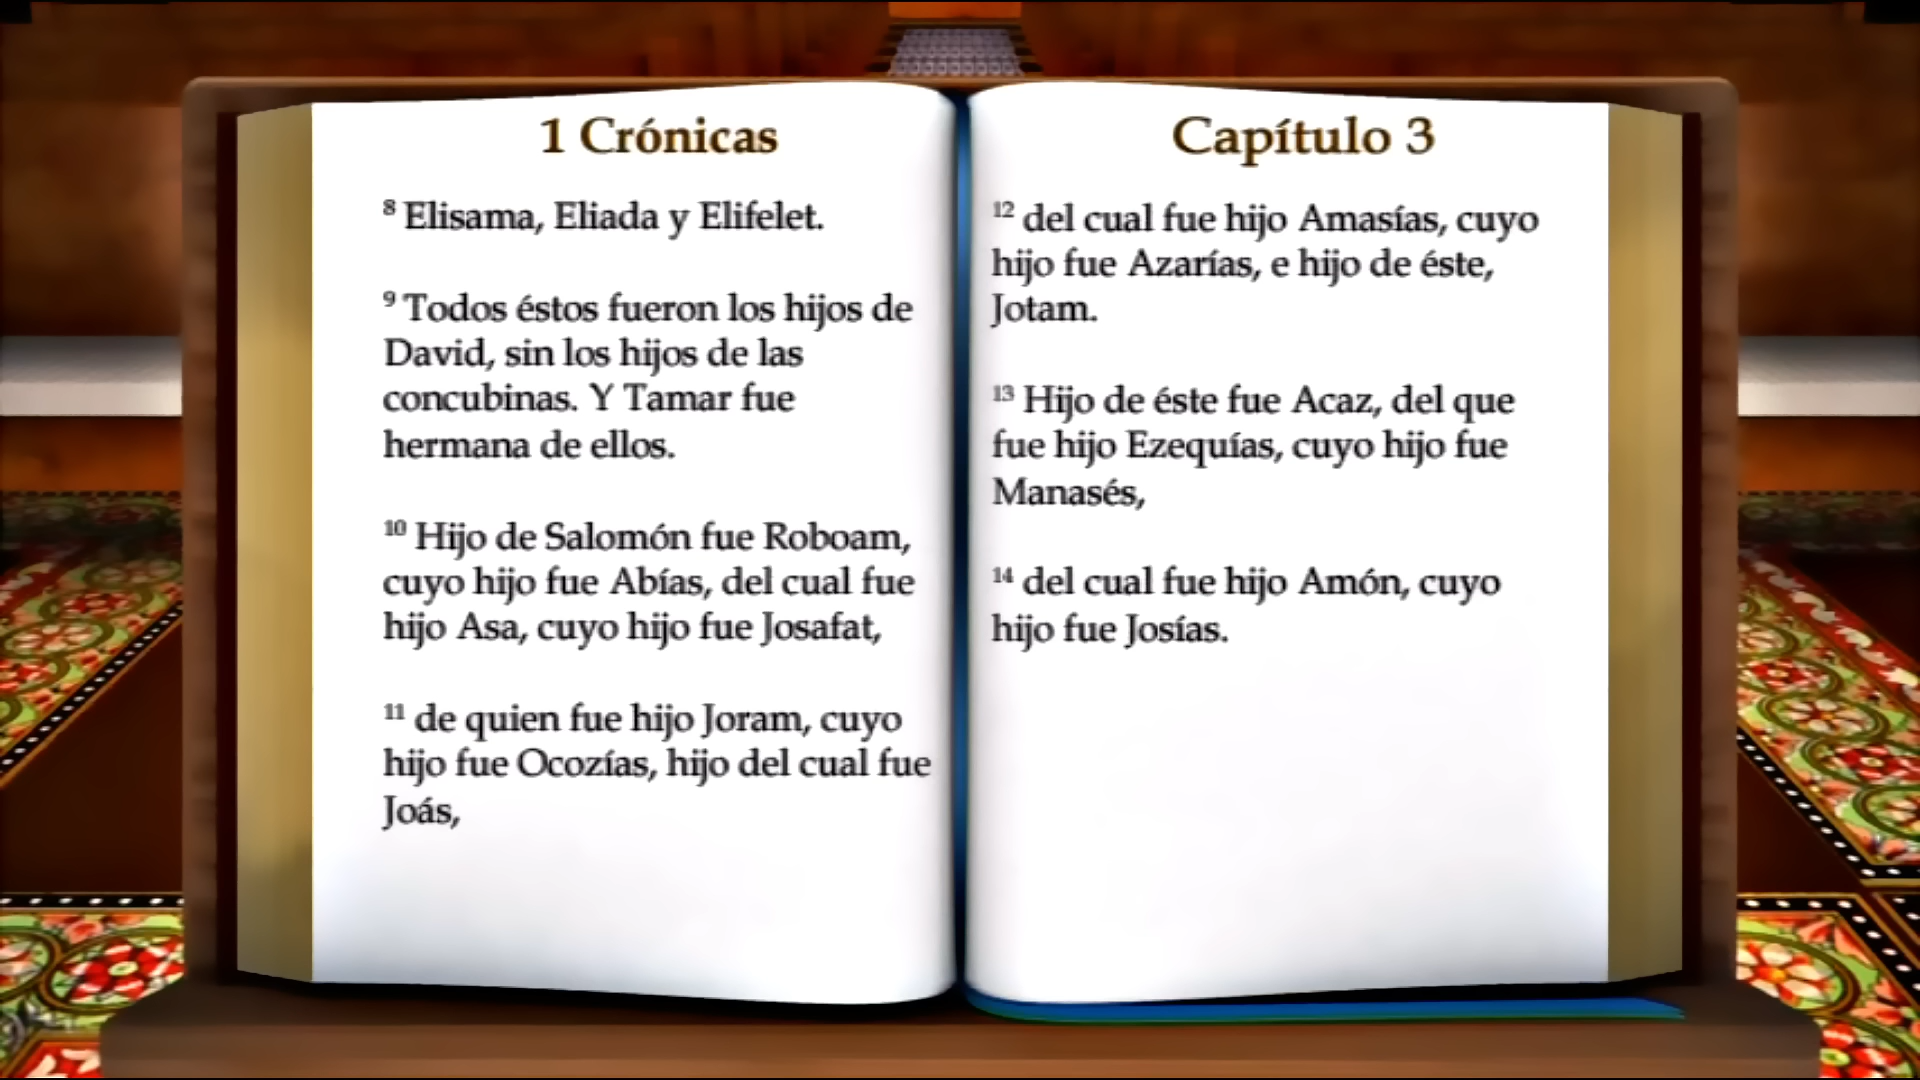 1 Crónicas
8 Elisama, Eliada y Elifelet.
9 Todos éstos fueron los hijos de
David, sin los hijos de las
concubinas. Y Tamar fue
hermana de ellos.
10 Hijo de Salomón fue Roboam,
cuyo hijo fue Abías, del cual fue
hijo Asa, cuyo hijo fue Josafat,
11 de quien fue hijo Joram, cuyo
hijo fue Ocozías, hijo del cual fue
Joás,
Capítulo 3
12 del cual fue hijo Amasías, cuyo
hijo fue Azarías, e hijo de éste,
Jotam.
13 Hijo de éste fue Acaz, del que
fue hijo Ezequías, cuyo hijo fue
Manasés,
14 del cual fue hijo Amón, cuyo
hijo fue Josías.